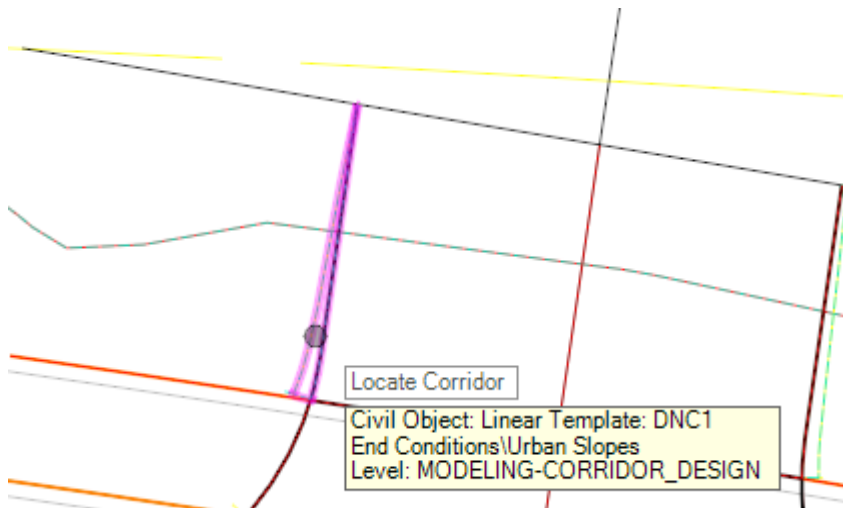 Locate Corridor
Civil Object: Linear Template: DNC1
End Conditions\Urban Slopes
Level: MODELING-CORRIDOR_DESIGN